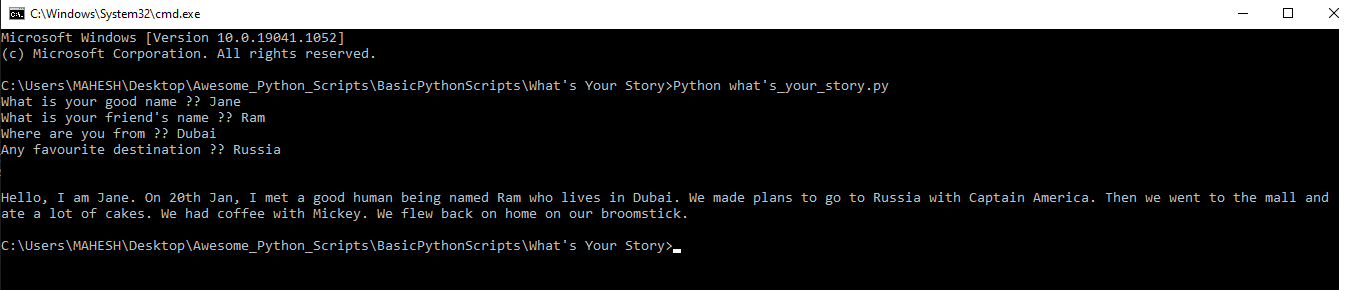 C:\Windows\System32\cmd.exe
Microsoft Windows [Version 10.0.19041.1052]
(c) Microsoft Corporation. All rights reserved.
C:\Users\MAHESH\Desktop\Awesome_Python_Scripts\BasicPythonScripts\What's Your Story>Python what's_your_story.py
What is your good name ?? Jane
What is your friend's name ?? Ram
Where are you from ?? Dubai
Any favourite destination ?? Russia
Hello, I am Jane. On 20th Jan, I met a good human being named Ram who lives in Dubai. We made plans to go to Russia with Captain America. Then we went to the mall and
ate a lot of cakes. We had coffee with Mickey. We flew back on home on our broomstick.
C:\Users\MAHESH\Desktop\Awesome_Python_Scripts\BasicPythonScripts\What's Your Story>